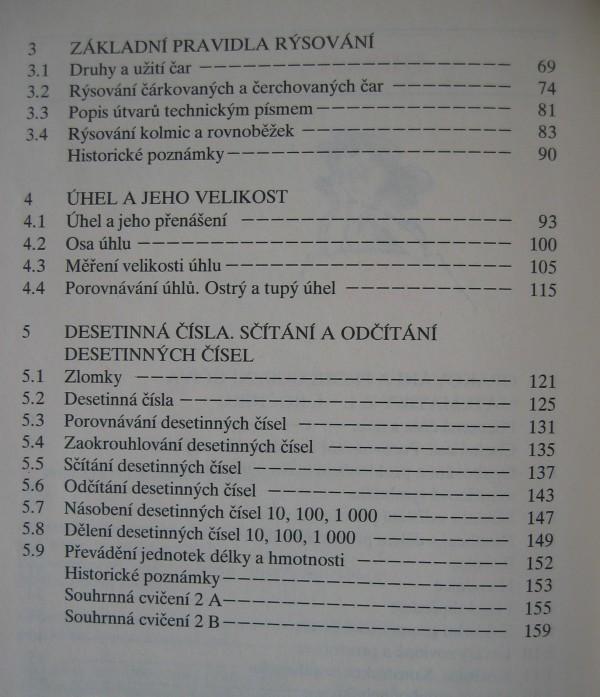 3 ZÁKLADNÍ PRAVIDLA RÝSOVÁNÍ
3.1 Druhy a užití čar 69
3.2 Rýsování čárkovaných a čerchovaných čar 74
3.3 Popis útvarů technickým písmem 81
3.4 Rýsování kolmic a rovnoběžek 83
Historické poznámky 90
4 ÚHEL A JEHO VELIKOST
4.1 Úhel a jeho přenášení 93
4.2 Osa úhlu 100
4.3 Měření velikosti úhlu 105
4.4 Porovnávání úhlů. Ostrý a tupý úhel 115
5 DESETINNÁ ČÍSLA. SČÍTÁNÍ A ODČÍTÁNÍ
DESETINNÝCH ČÍSEL
5.1 Zlomky 121
5.2 Desetinná čísla 125
5.3 Porovnávání desetinných čísel 131
5.4 Zaokrouhlování desetinných čísel 135
5.5 Sčítání desetinných čísel 137
5.6 Odčítání desetinných čísel 143
5.7 Násobení desetinných čísel 10, 100, 1 000 147
5.8 Dělení desetinných čísel 10, 100, 1 000 149
5.9 Převádění jednotek délky a hmotnosti 152
Historické poznámky 153
Souhrnná cvičení 2 A 155
Souhrnná cvičení 2 B 159